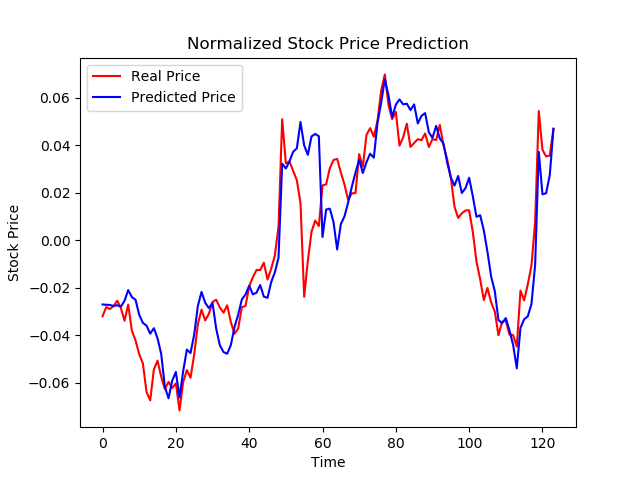 Normalized Stock Price Prediction
Real Price
Predicted Price
0.06
0.04
0.02
0.00
−0.02
−0.04
−0.06
Stock Price
0
20
40
60
80
100
120
Time